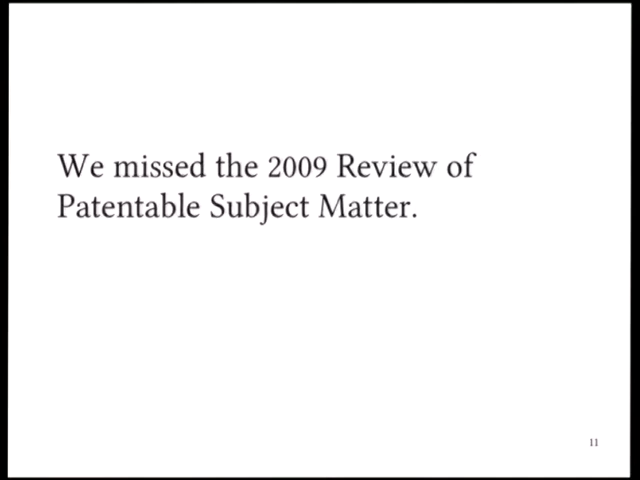 We missed the 2009 Review of
Patentable Subject Matter.
11